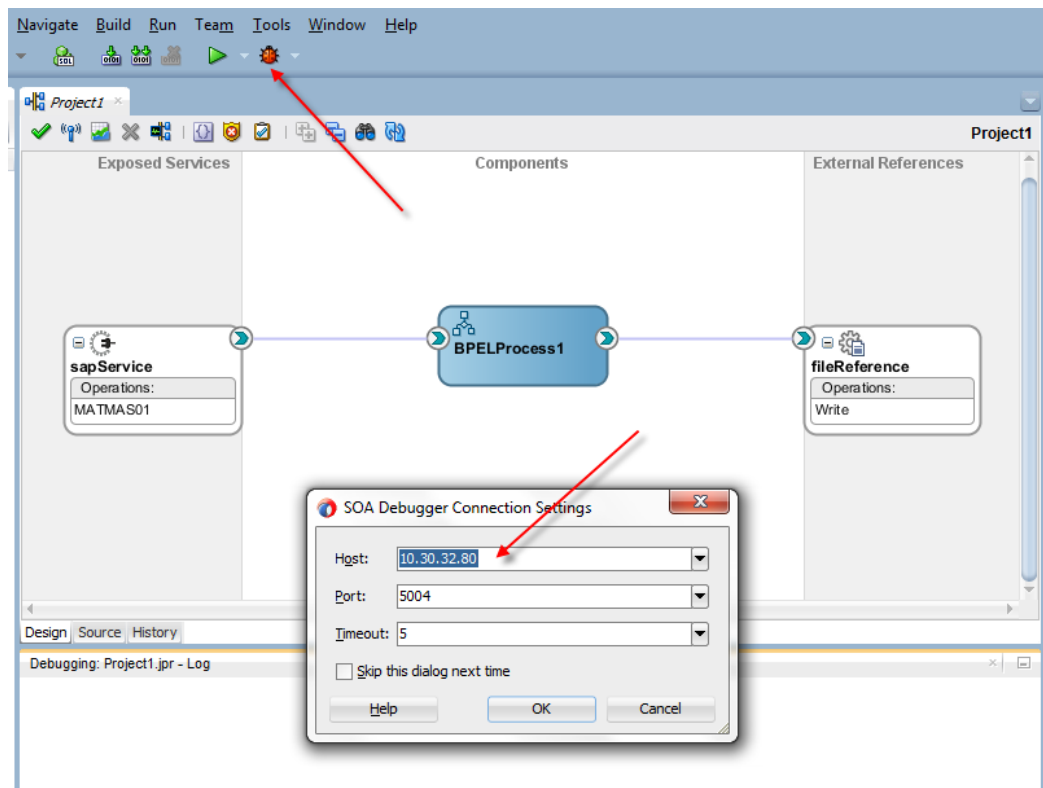 Navigate Build Run Team Tools Window Help
Project1
Project1
Exposed Services Components External References
sapService
Operations:
MATMAS01
BPELProcess1
fileReference
Operations:
Write
SOA Debugger Connection Settings
Host: 10.30.32.80
Port: 5004
Timeout: 5
Skip this dialog next time
Help OK Cancel
Design Source History
Debugging: Project1.jpr - Log